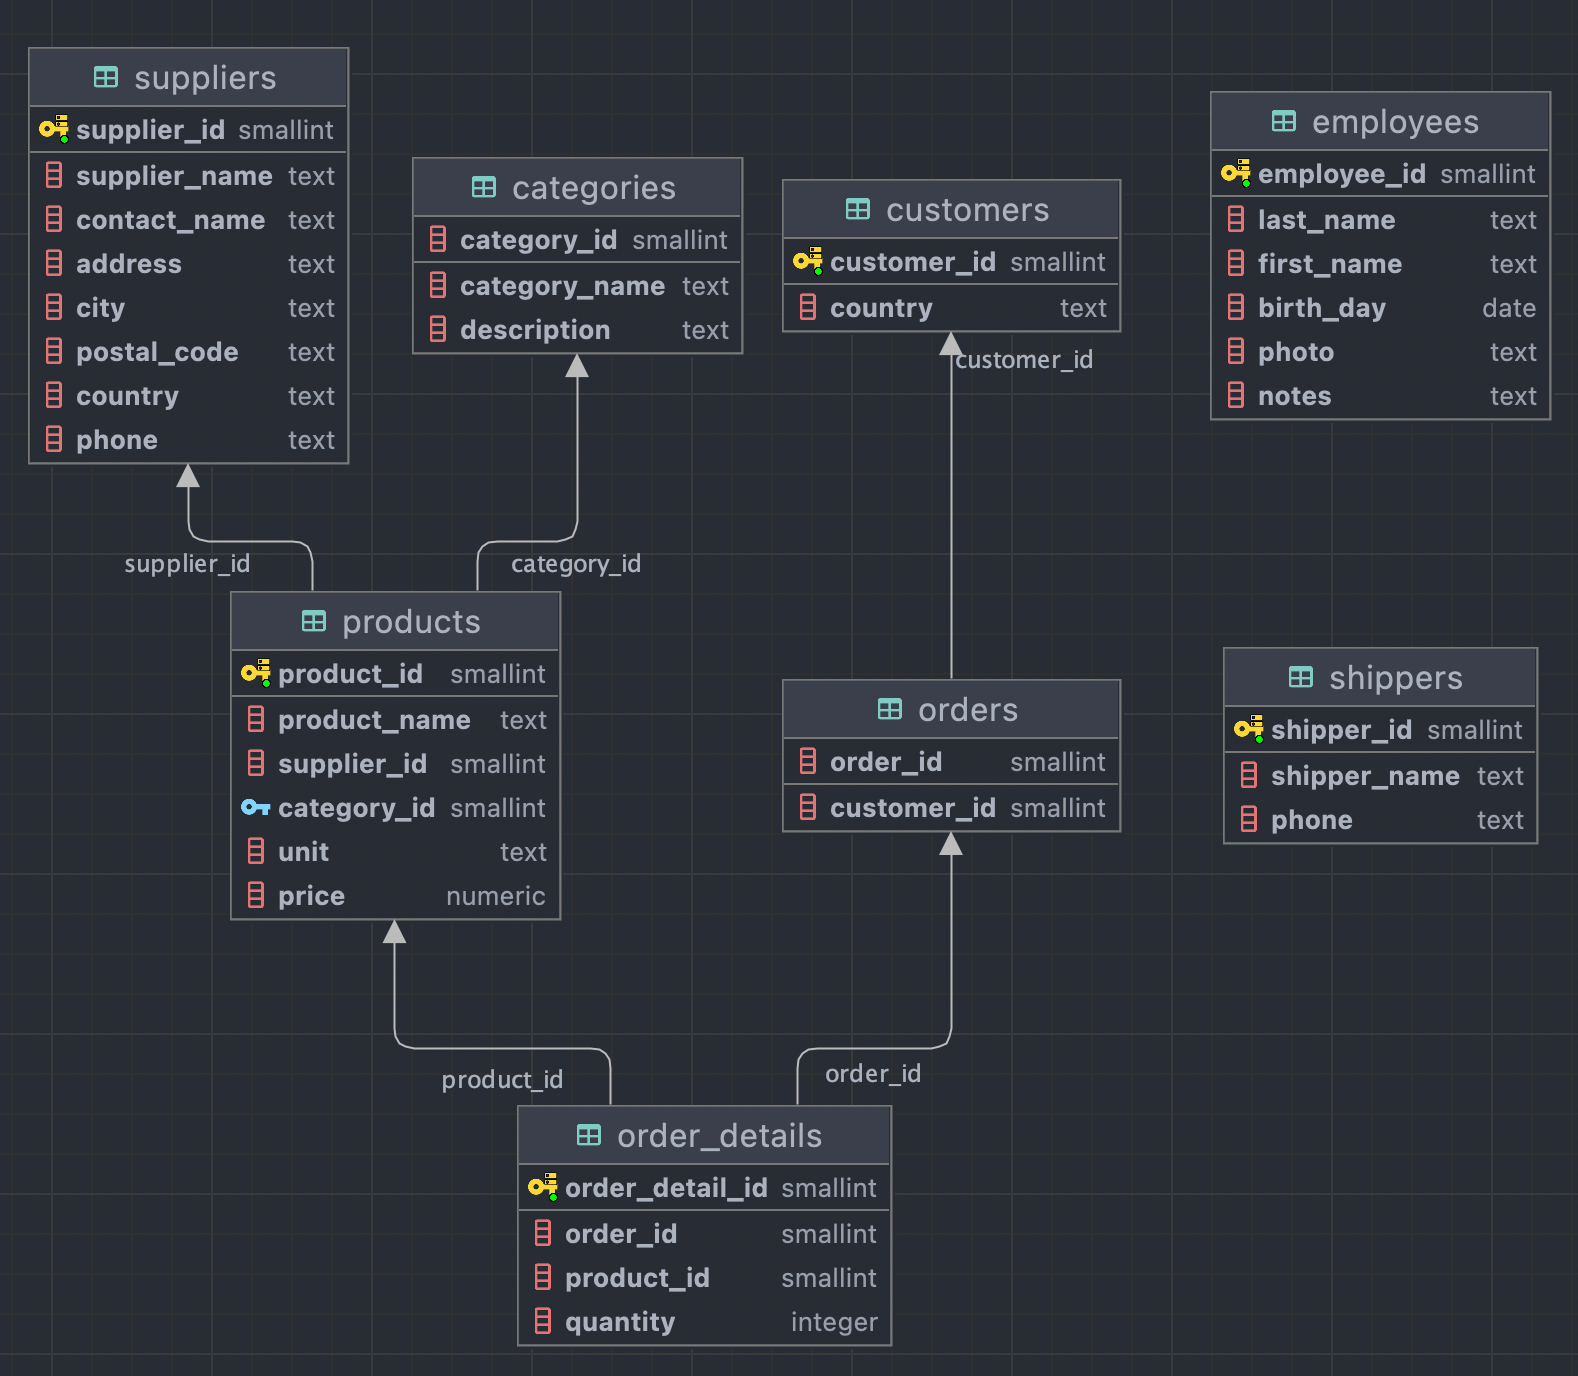 suppliers
supplier_id smallint
supplier_name text
contact_name text
address text
city text
postal_code text
country text
phone text
categories
category_id smallint
category_name text
description text
customers
customer_id smallint
country text
employees
employee_id smallint
last_name text
first_name text
birth_day date
photo text
notes text
customer_id
supplier_id
category_id
products
product_id smallint
product_name text
supplier_id smallint
category_id smallint
unit text
price numeric
orders
order_id smallint
customer_id smallint
shippers
shipper_id smallint
shipper_name text
phone text
product_id
order_id
order_details
order_detail_id smallint
order_id smallint
product_id smallint
quantity integer